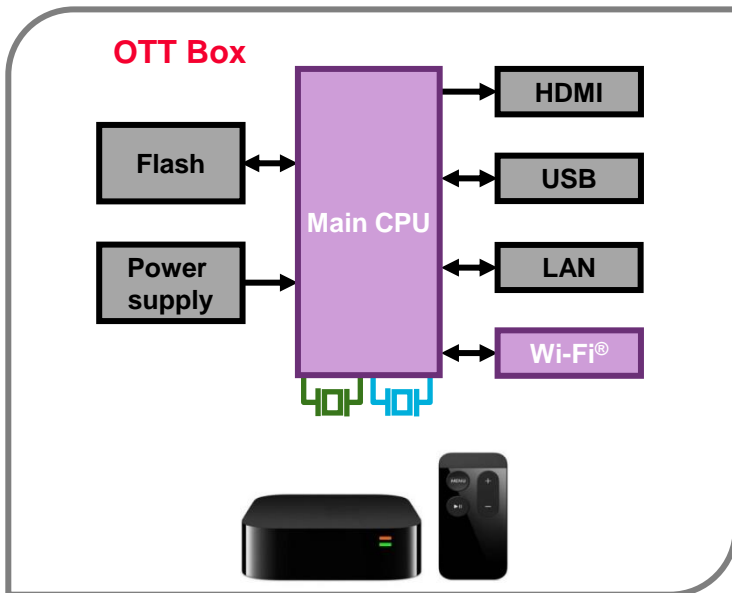 OTT Box
HDMI
Flash
USB
Main CPU
Power
supply
LAN
Wi-Fi®
MENU
+
−